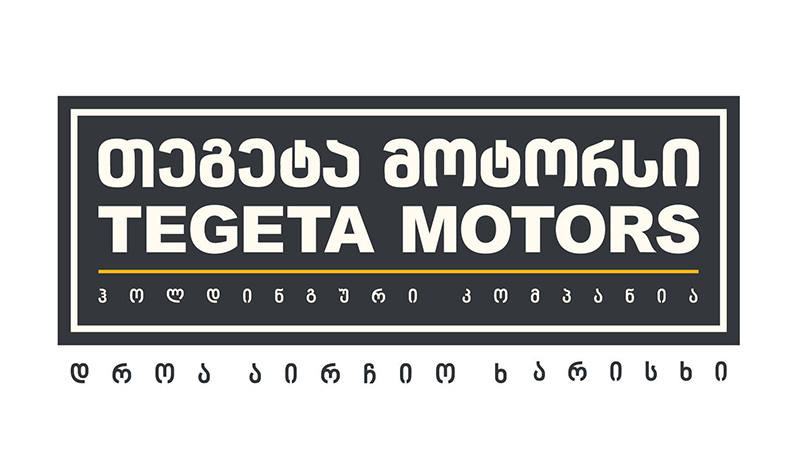 თეგეტა მოტორსი
TEGETA MOTORS
ჰოლდინგური კომპანია
დროა აირჩიო ხარისხი